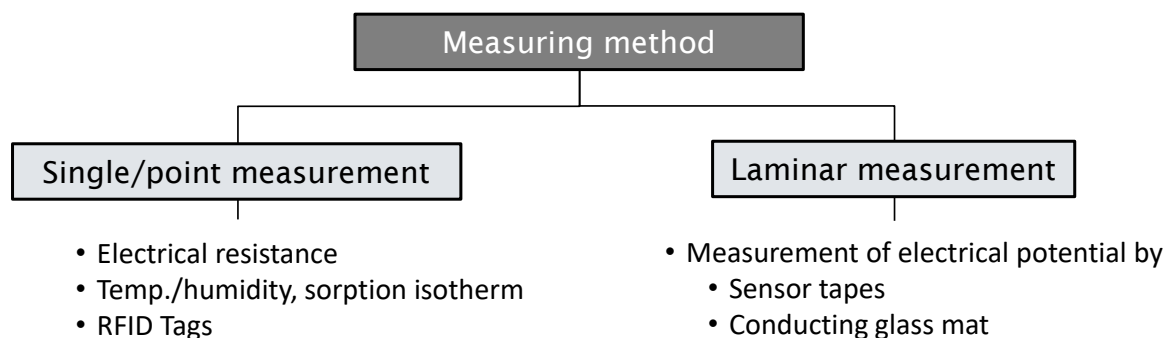 Measuring method
Single/point measurement
• Electrical resistance
• Temp./humidity, sorption isotherm
• RFID Tags
Laminar measurement
• Measurement of electrical potential by
• Sensor tapes
• Conducting glass mat